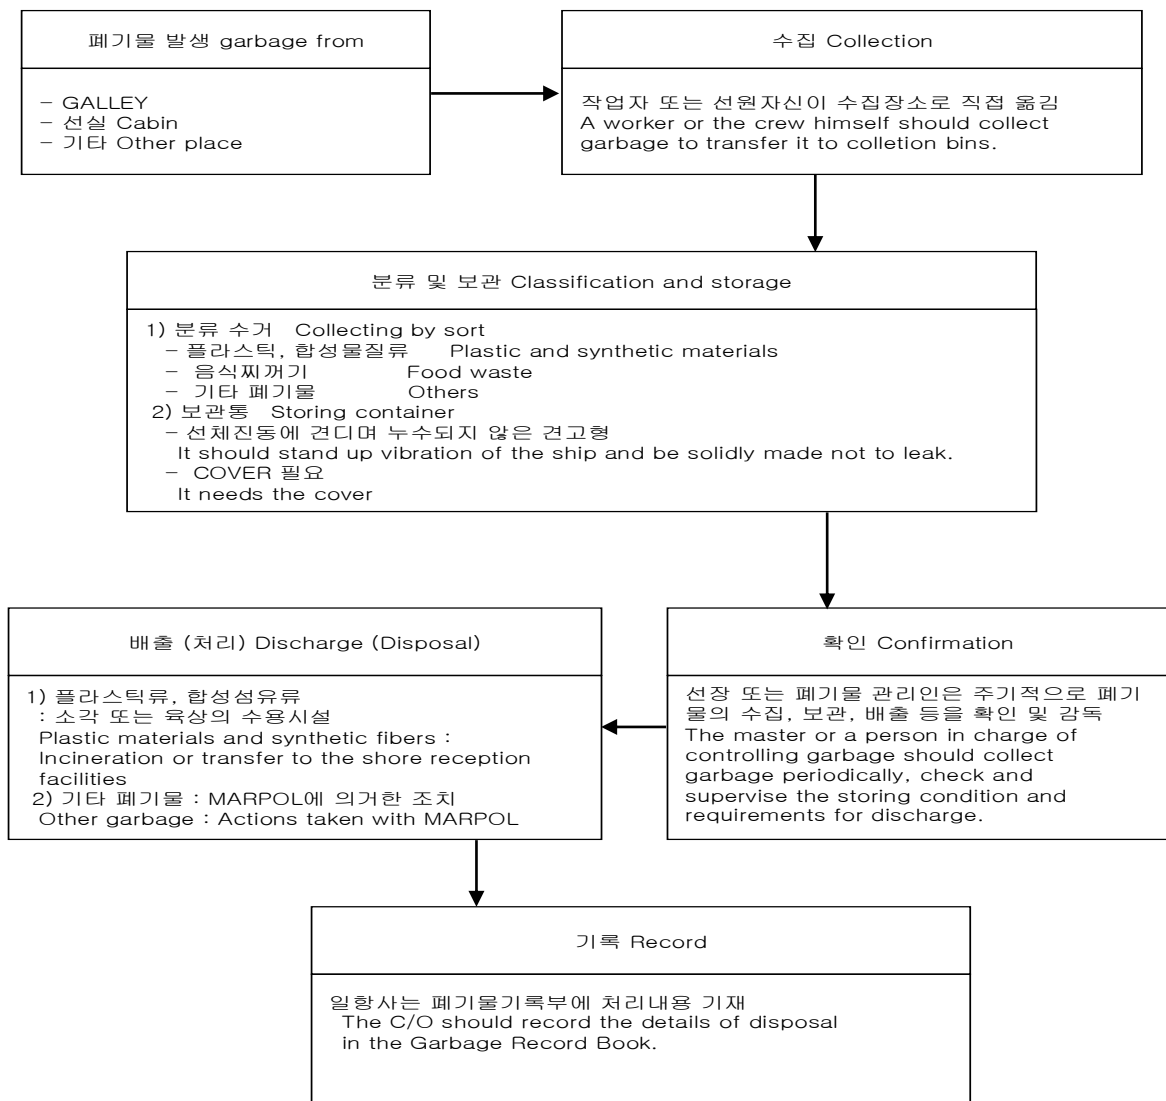 폐기물 발생 garbage from
- GALLEY
- 선실 Cabin
- 기타 Other place
수집 Collection
작업자 또는 선원자신이 수집장소로 직접 옮김
A worker or the crew himself should collect
garbage to transfer it to colletion bins.
분류 및 보관 Classification and storage
1) 분류 수거 Collecting by sort
- 플라스틱, 합성물질류 Plastic and synthetic materials
- 음식찌꺼기 Food waste
- 기타 폐기물 Others
2) 보관통 Storing container
- 선체진동에 견디며 누수되지 않은 견고형
It should stand up vibration of the ship and be solidly made not to leak.
- COVER 필요
It needs the cover
확인 Confirmation
선장 또는 폐기물 관리인은 주기적으로 폐기
물의 수집, 보관, 배출 등을 확인 및 감독
The master or a person in charge of
controlling garbage should collect
garbage periodically, check and
supervise the storing condition and
requirements for discharge.
배출 (처리) Discharge (Disposal)
1) 플라스틱류, 합성섬유류
: 소각 또는 육상의 수용시설
Plastic materials and synthetic fibers :
Incineration or transfer to the shore reception
facilities
2) 기타 폐기물 : MARPOL에 의거한 조치
Other garbage : Actions taken with MARPOL
기록 Record
일항사는 폐기물기록부에 처리내용 기재
The C/O should record the details of disposal
in the Garbage Record Book.